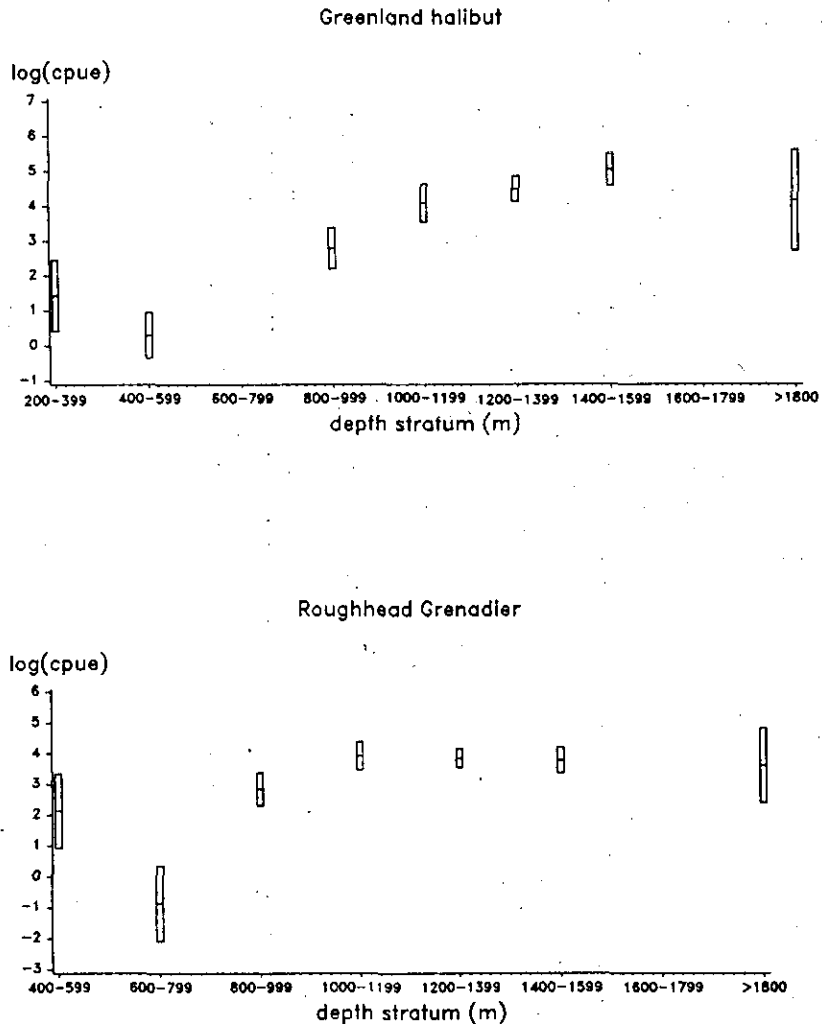 Greenland halibut
log(cpue)
7
6
5
4
3
2
1
0
-1
200-399 400-599 600-799 800-999 1000-1199 1200-1399 1400-1599 1600-1799 >1800
depth stratum (m)
Roughhead Grenadier
log(cpue)
6
5
4
3
2
1
0
-1
-2
-3
400-599 600-799 800-999 1000-1199 1200-1399 1400-1599 1600-1799 >1800
depth stratum (m)